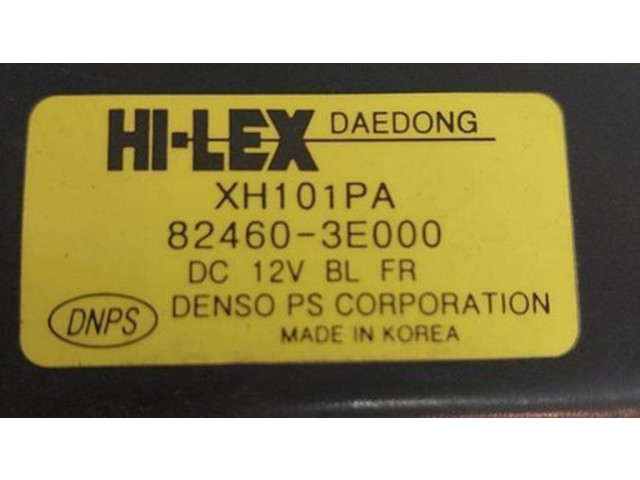 HI-LEX DAEDONG
XH101PA
82460-3E000
DC 12V BL FR
DNPS DENSO PS CORPORATION
MADE IN KOREA